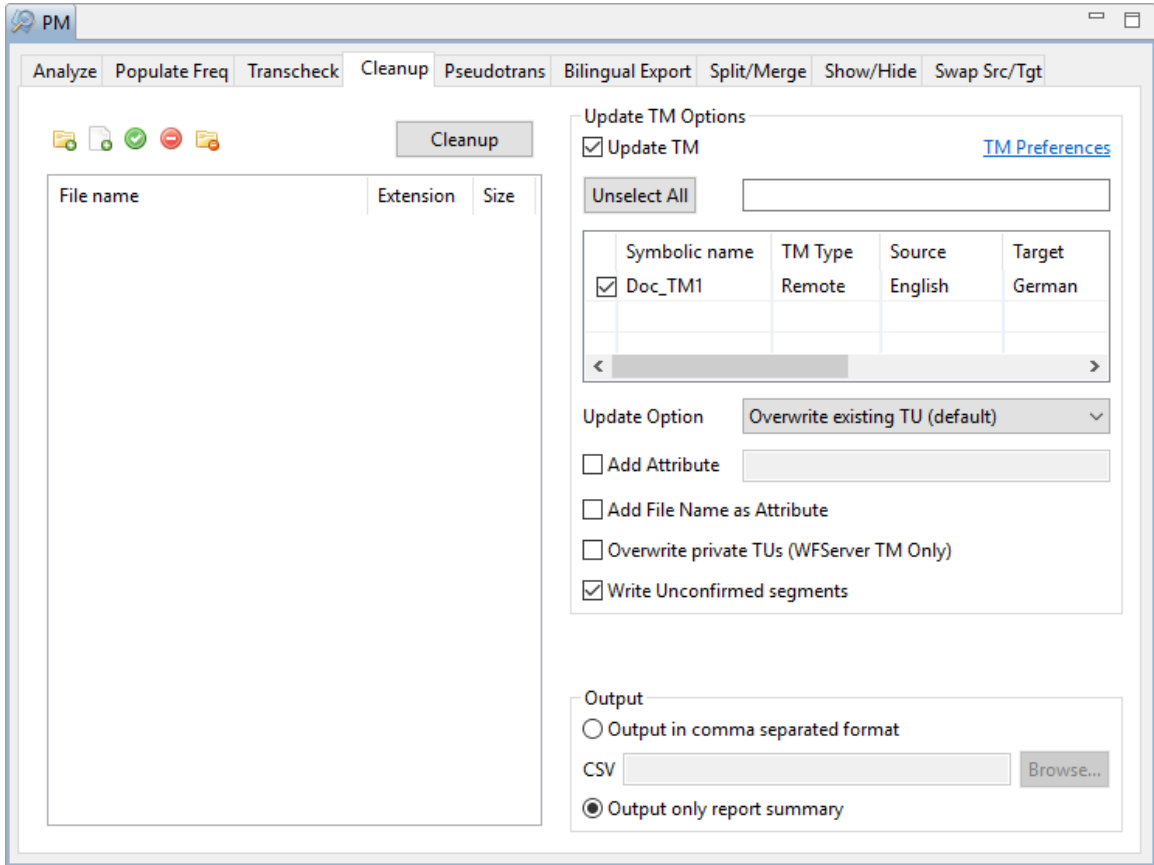 PM
Analyze Populate Freq Transcheck Cleanup Pseudotrans Bilingual Export Split/Merge Show/Hide Swap Src/Tgt
Cleanup
File name Extension Size
Update TM Options
Update TM TM Preferences
Unselect All
Symbolic name TM Type Source Target
Doc_TM1 Remote English German
Update Option Overwrite existing TU (default)
Add Attribute
Add File Name as Attribute
Overwrite private TUs (WFServer TM Only)
Write Unconfirmed segments
Output
Output in comma separated format
CSV Browse...
Output only report summary